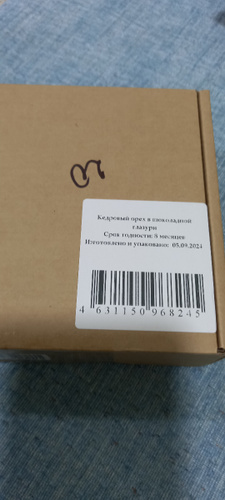 Кедровый орех в шоколадной
глазури
Срок годности: 8 месяцев
Изготовлено и упаковано: 05.09.2024
4 631150 968245